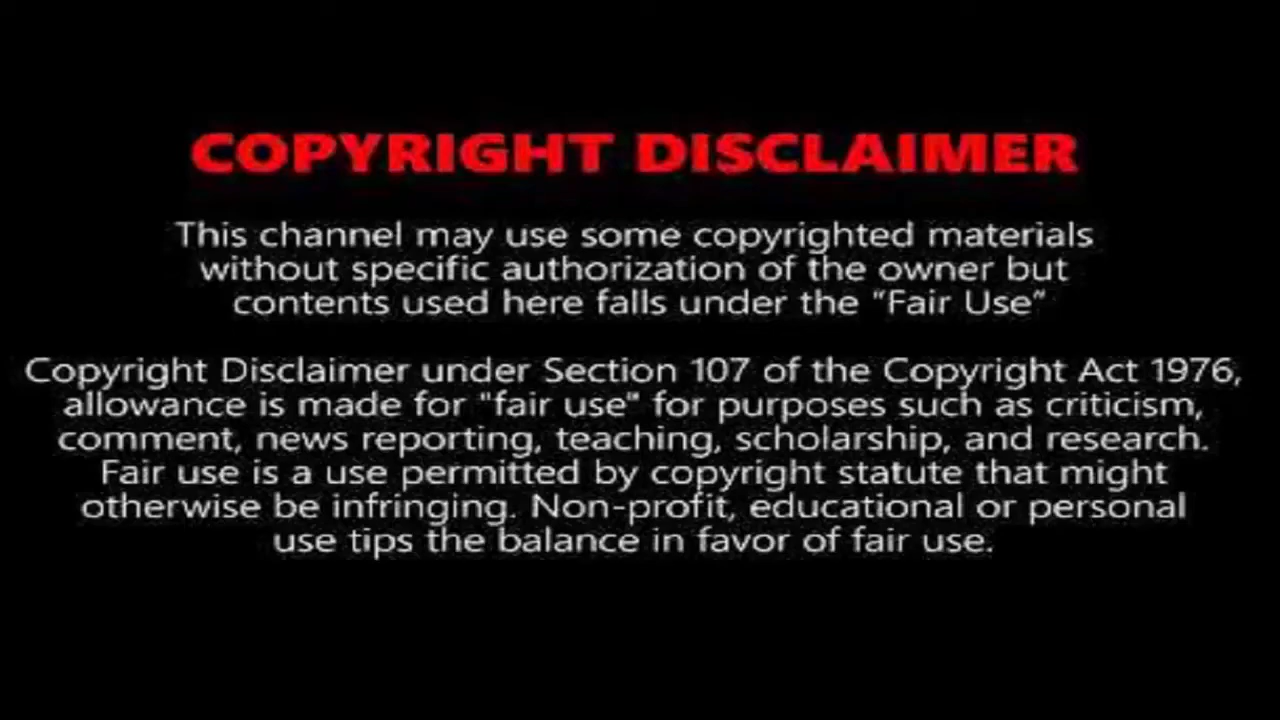 COPYRIGHT DISCLAIMER
This channel may use some copyrighted materials
without specific authorization of the owner but
contents used here falls under the "Fair Use"
Copyright Disclaimer under Section 107 of the Copyright Act 1976,
allowance is made for "fair use" for purposes such as criticism,
comment, news reporting, teaching, scholarship, and research.
Fair use is a use permitted by copyright statute that might
otherwise be infringing. Non-profit, educational or personal
use tips the balance in favor of fair use.